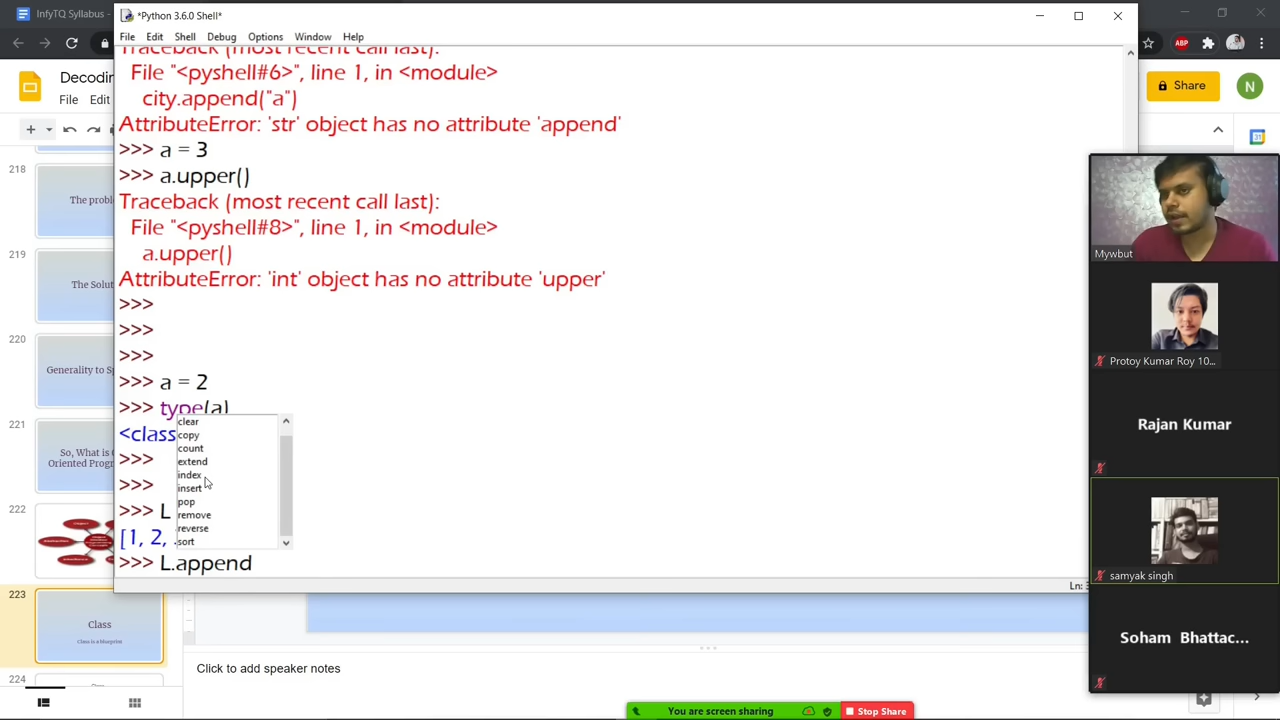 InfyTQ Syllabus -
*Python 3.6.0 Shell*
File Edit Shell Debug Options Window Help
ABP
Decoding
File Edit
Share
N
Traceback (most recent call last):
File "<pyshell#6>", line 1, in <module>
city.append("a")
AttributeError: 'str' object has no attribute 'append'
>>> a = 3
>>> a.upper()
Traceback (most recent call last):
File "<pyshell#8>", line 1, in <module>
a.upper()
AttributeError: 'int' object has no attribute 'upper'
>>>
>>>
>>>
>>> a = 2
>>> type(a)
<class
>>>
>>>
>>> L
[1, 2,
>>> L.append
clear
copy
count
extend
index
insert
pop
remove
reverse
sort
Ln:
218
The probl
219
The Solut
220
Generality to Sp
221
So, What is
Oriented Progr
222
223
Class
Class is a blueprint
224
Click to add speaker notes
Mywbut
Protoy Kumar Roy 10...
Rajan Kumar
samyak singh
Soham Bhattac...
You are screen sharing
Stop Share